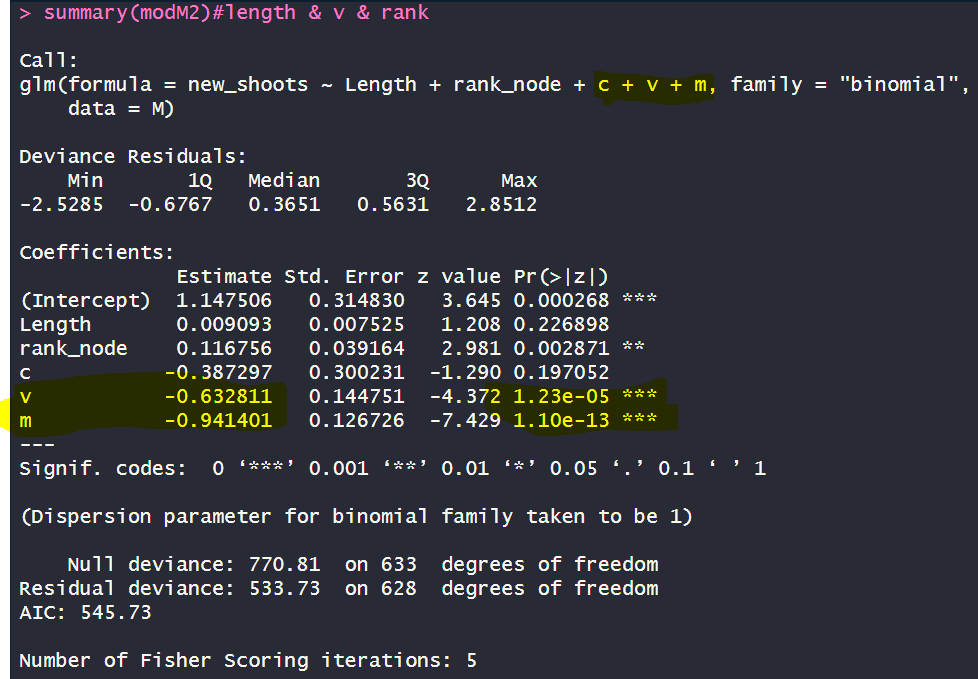 > summary(modM2)#length & v & rank
Call:
glm(formula = new_shoots ~ Length + rank_node + c + v + m, family = "binomial",
    data = M)
Deviance Residuals:
    Min       1Q   Median       3Q      Max
-2.5285  -0.6767   0.3651   0.5631   2.8512
Coefficients:
             Estimate Std. Error z value Pr(>|z|)
(Intercept)  1.147506   0.314830   3.645 0.000268 ***
Length       0.009093   0.007525   1.208 0.226898
rank_node    0.116756   0.039164   2.981 0.002871 **
c           -0.387297   0.300231  -1.290 0.197052
v           -0.632811   0.144751  -4.372 1.23e-05 ***
m           -0.941401   0.126726  -7.429 1.10e-13 ***
---
Signif. codes:  0 ‘***’ 0.001 ‘**’ 0.01 ‘*’ 0.05 ‘.’ 0.1 ‘ ’ 1
(Dispersion parameter for binomial family taken to be 1)
    Null deviance: 770.81  on 633  degrees of freedom
Residual deviance: 533.73  on 628  degrees of freedom
AIC: 545.73
Number of Fisher Scoring iterations: 5